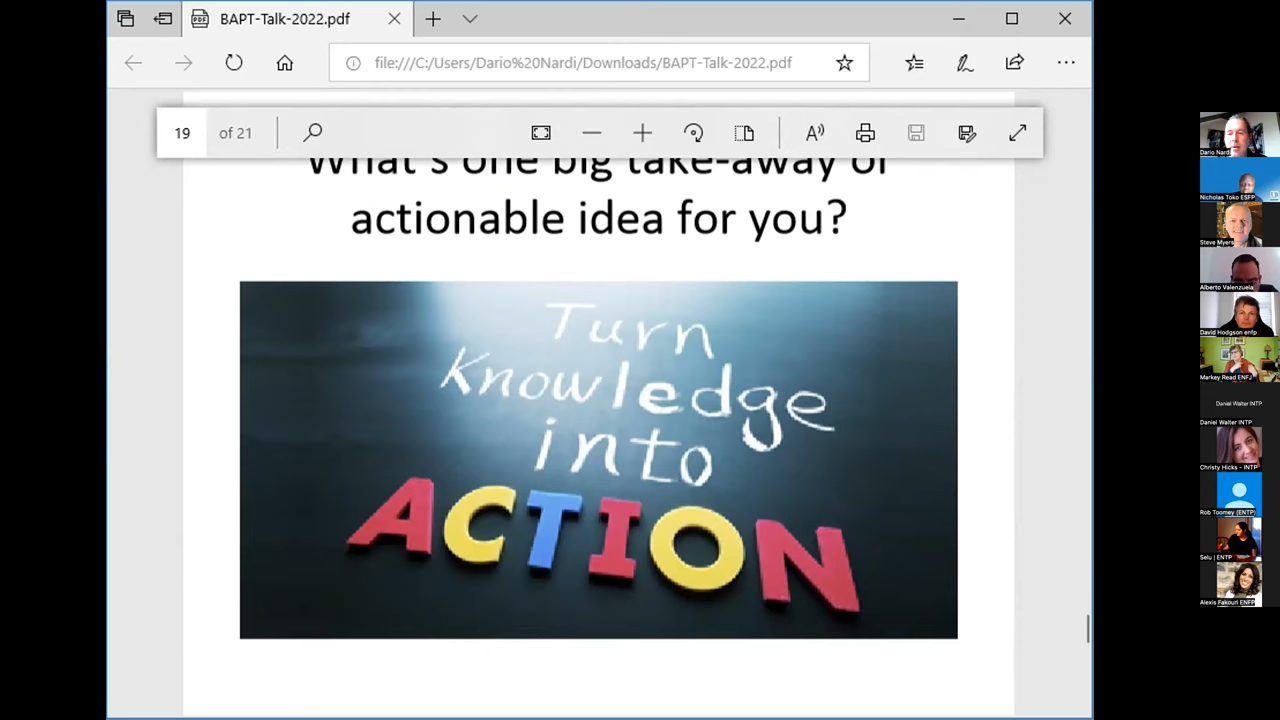 BAPT-Talk-2022.pdf
file:///C:/Users/Dario%20Nardi/Downloads/BAPT-Talk-2022.pdf
19 of 21
What's one big take-away or
actionable idea for you?
Turn
Knowledge
into
ACTION
Dario Nardi
Nicholas Toko ESFP
Steve Myers
Alberto Valenzuela
David Hodgson enfp
Markey Read ENFJ
Daniel Walter INTP
Daniel Walter INTP
Christy Hicks - INTP
Rob Toomey (ENTP)
Selu | ENTP
Alexis Fakouri ENFP